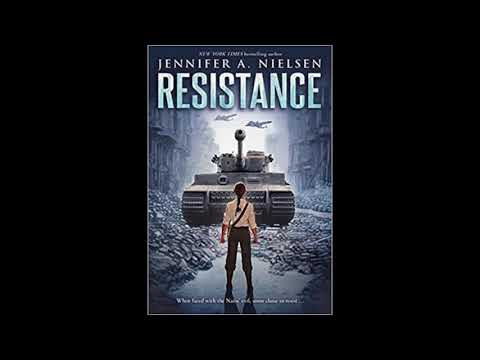 NEW YORK TIMES bestselling author
JENNIFER A. NIELSEN
RESISTANCE
When faced with the Nazis' evil, some chose to resist . . .